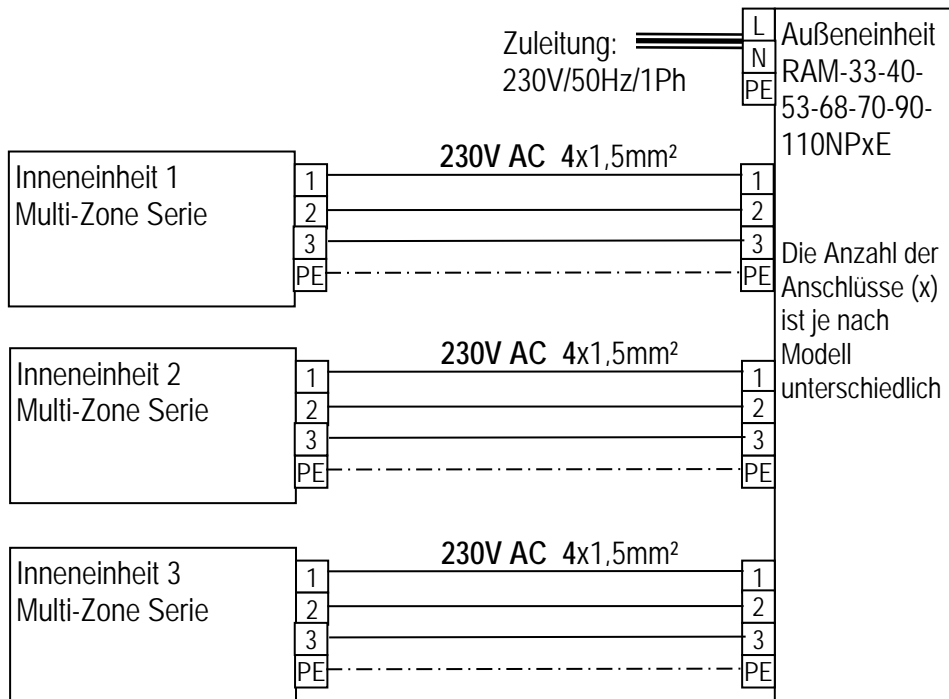 Zuleitung:
230V/50Hz/1Ph
L
N
PE
Außeneinheit
RAM-33-40-
53-68-70-90-
110NPxE
Die Anzahl der
Anschlüsse (x)
ist je nach
Modell
unterschiedlich
Inneneinheit 1
Multi-Zone Serie
230V AC 4x1,5mm²
1
2
3
PE
1
2
3
PE
Inneneinheit 2
Multi-Zone Serie
230V AC 4x1,5mm²
1
2
3
PE
1
2
3
PE
Inneneinheit 3
Multi-Zone Serie
230V AC 4x1,5mm²
1
2
3
PE
1
2
3
PE